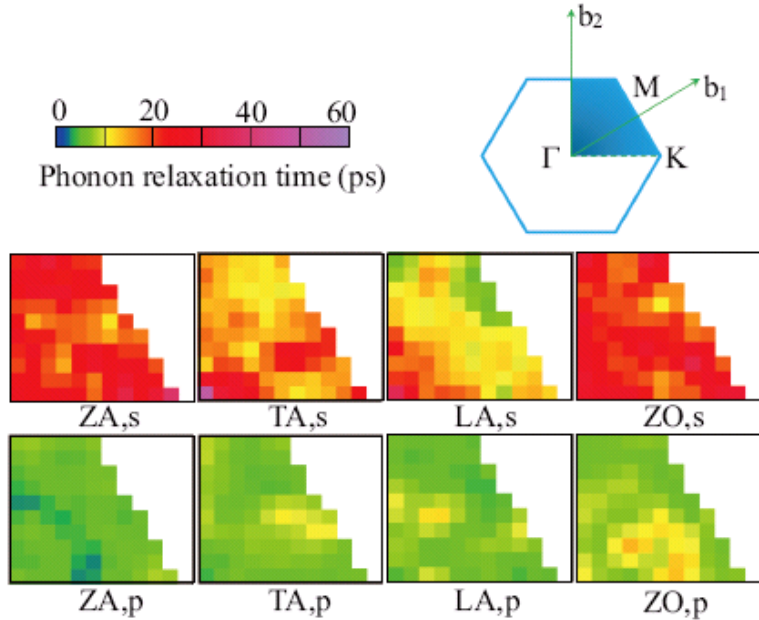 b₂
0 20 40 60
Phonon relaxation time (ps)
M
b₁
Γ
K
ZA,s TA,s LA,s ZO,s
ZA,p TA,p LA,p ZO,p